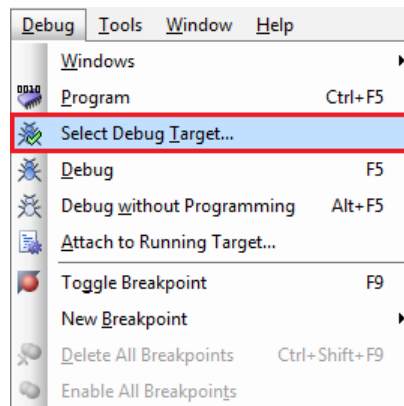 Debug Tools Window Help
Windows
0010
Program Ctrl+F5
Select Debug Target...
Debug F5
Debug without Programming Alt+F5
Attach to Running Target...
Toggle Breakpoint F9
New Breakpoint
Delete All Breakpoints Ctrl+Shift+F9
Enable All Breakpoints